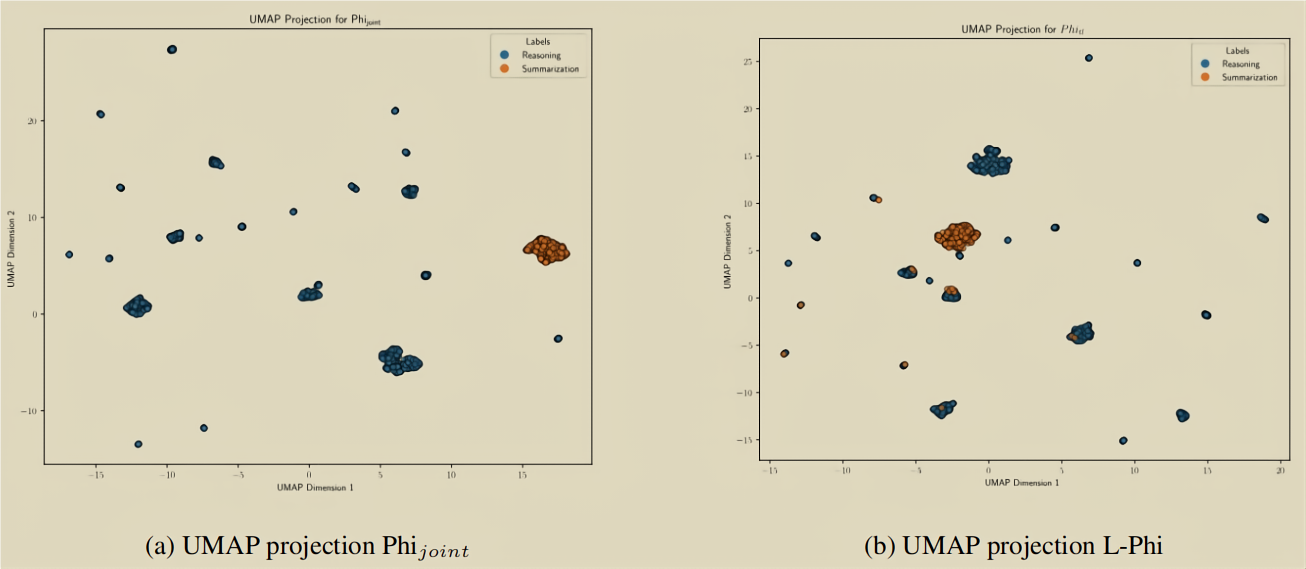 UMAP Projection for Phi_joint
Labels
Reasoning
Summarization
UMAP Dimension 2
20
10
0
−10
−15
−10
−5
0
5
10
15
UMAP Dimension 1
(a) UMAP projection Phi_joint
UMAP Projection for Phi_tl
Labels
Reasoning
Summarization
UMAP Dimension 2
25
20
15
10
5
0
−5
−10
−15
−15
−10
−5
0
5
10
15
20
UMAP Dimension 1
(b) UMAP projection L-Phi